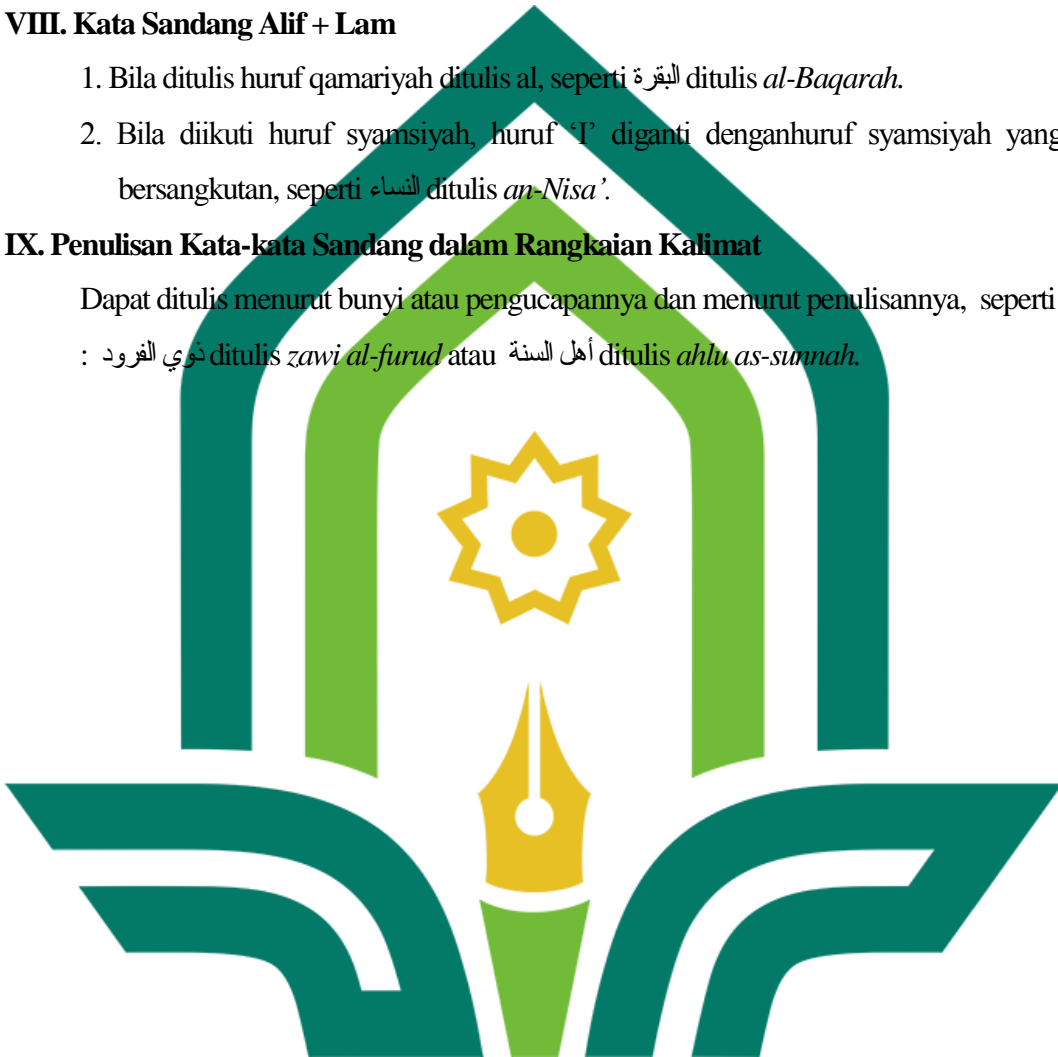 VIII. Kata Sandang Alif + Lam
1. Bila ditulis huruf qamariyah ditulis al, seperti البقرة ditulis al-Baqarah.
2. Bila diikuti huruf syamsiyah, huruf ‘I’ diganti denganhuruf syamsiyah yang
bersangkutan, seperti النساء ditulis an-Nisa’.
IX. Penulisan Kata-kata Sandang dalam Rangkaian Kalimat
Dapat ditulis menurut bunyi atau pengucapannya dan menurut penulisannya, seperti
: ذوي الفرود ditulis zawi al-furud atau أهل السنة ditulis ahlu as-sunnah.